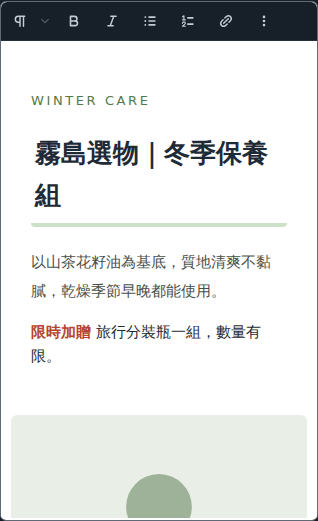 WINTER CARE
霧島選物｜冬季保養
組
以山茶花籽油為基底，質地清爽不黏
膩，乾燥季節早晚都能使用。
限時加贈 旅行分裝瓶一組，數量有
限。